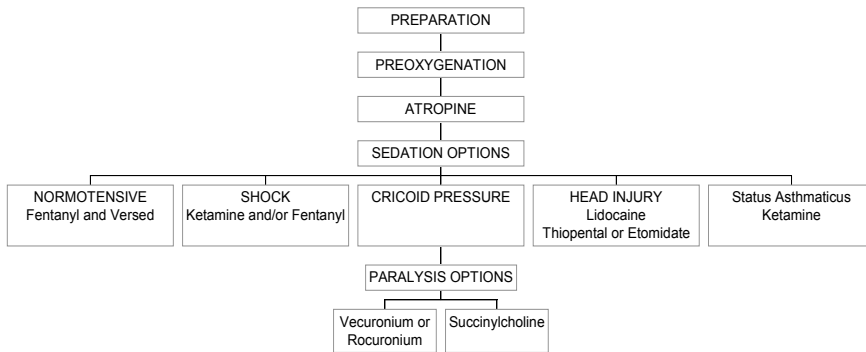 PREPARATION
PREOXYGENATION
ATROPINE
SEDATION OPTIONS
NORMOTENSIVE
Fentanyl and Versed
SHOCK
Ketamine and/or Fentanyl
CRICOID PRESSURE
HEAD INJURY
Lidocaine
Thiopental or Etomidate
Status Asthmaticus
Ketamine
PARALYSIS OPTIONS
Vecuronium or
Rocuronium
Succinylcholine